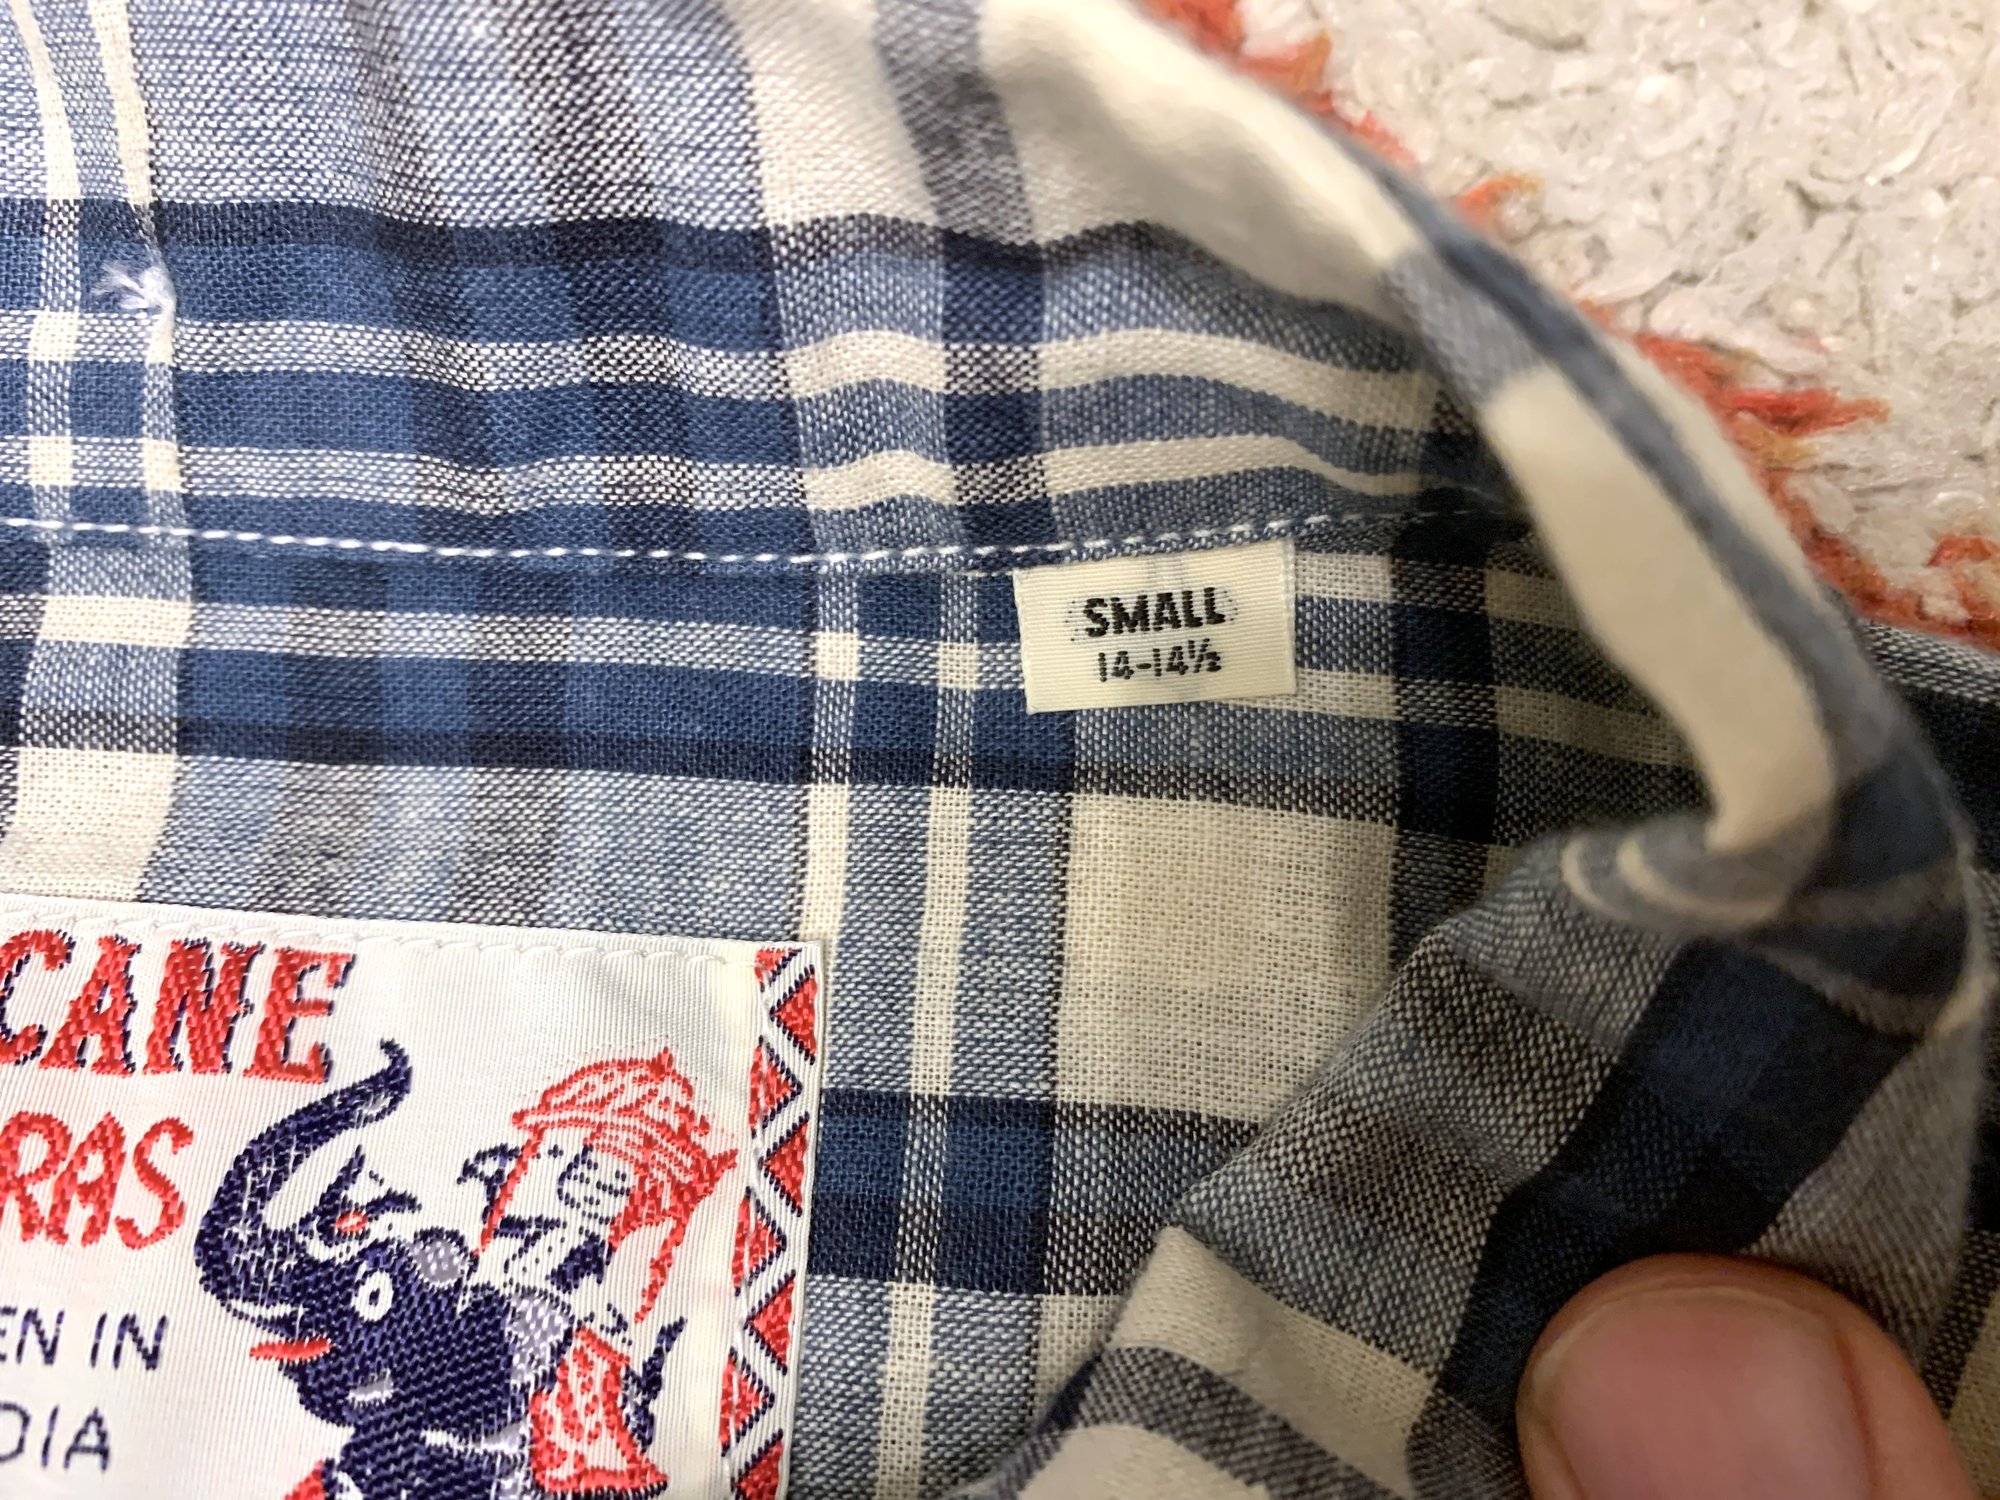 SMALL
14-14½
CANE
RAS
EN IN
DIA